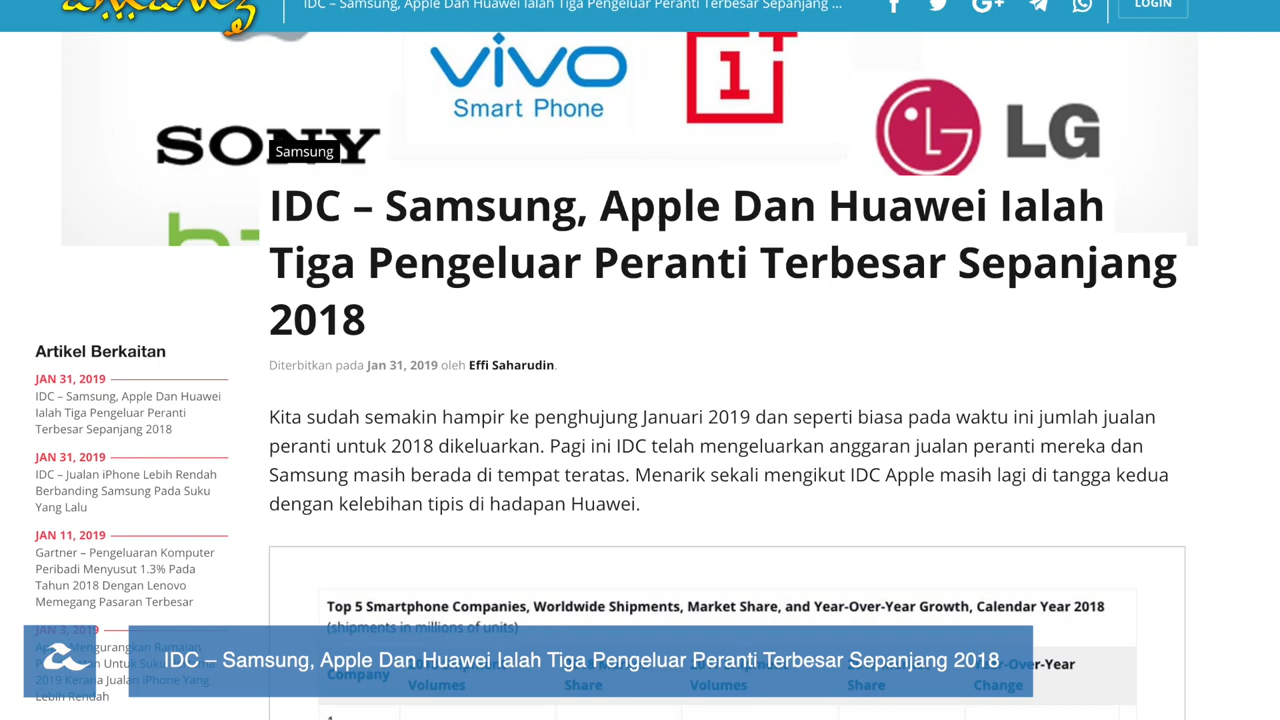 IDC – Samsung, Apple Dan Huawei Ialah Tiga Pengeluar Peranti Terbesar Sepanjang ...
LOGIN
vivo
Smart Phone
1
SONY
LG
Samsung
IDC – Samsung, Apple Dan Huawei Ialah
Tiga Pengeluar Peranti Terbesar Sepanjang
2018
Diterbitkan pada Jan 31, 2019 oleh Effi Saharudin.
Kita sudah semakin hampir ke penghujung Januari 2019 dan seperti biasa pada waktu ini jumlah jualan
peranti untuk 2018 dikeluarkan. Pagi ini IDC telah mengeluarkan anggaran jualan peranti mereka dan
Samsung masih berada di tempat teratas. Menarik sekali mengikut IDC Apple masih lagi di tangga kedua
dengan kelebihan tipis di hadapan Huawei.
Artikel Berkaitan
JAN 31, 2019
IDC – Samsung, Apple Dan Huawei
Ialah Tiga Pengeluar Peranti
Terbesar Sepanjang 2018
JAN 31, 2019
IDC – Jualan iPhone Lebih Rendah
Berbanding Samsung Pada Suku
Yang Lalu
JAN 11, 2019
Gartner – Pengeluaran Komputer
Peribadi Menyusut 1.3% Pada
Tahun 2018 Dengan Lenovo
Memegang Pasaran Terbesar
JAN 3, 2019
Mengurangkan Ramalan
Untuk Suku
2019 Kerana Jualan iPhone Yang
Lebih Rendah
Top 5 Smartphone Companies, Worldwide Shipments, Market Share, and Year-Over-Year Growth, Calendar Year 2018
(shipments in millions of units)
Company
Volumes
Share
Volumes
Share
Year-Over-Year
Change
IDC – Samsung, Apple Dan Huawei Ialah Tiga Pengeluar Peranti Terbesar Sepanjang 2018